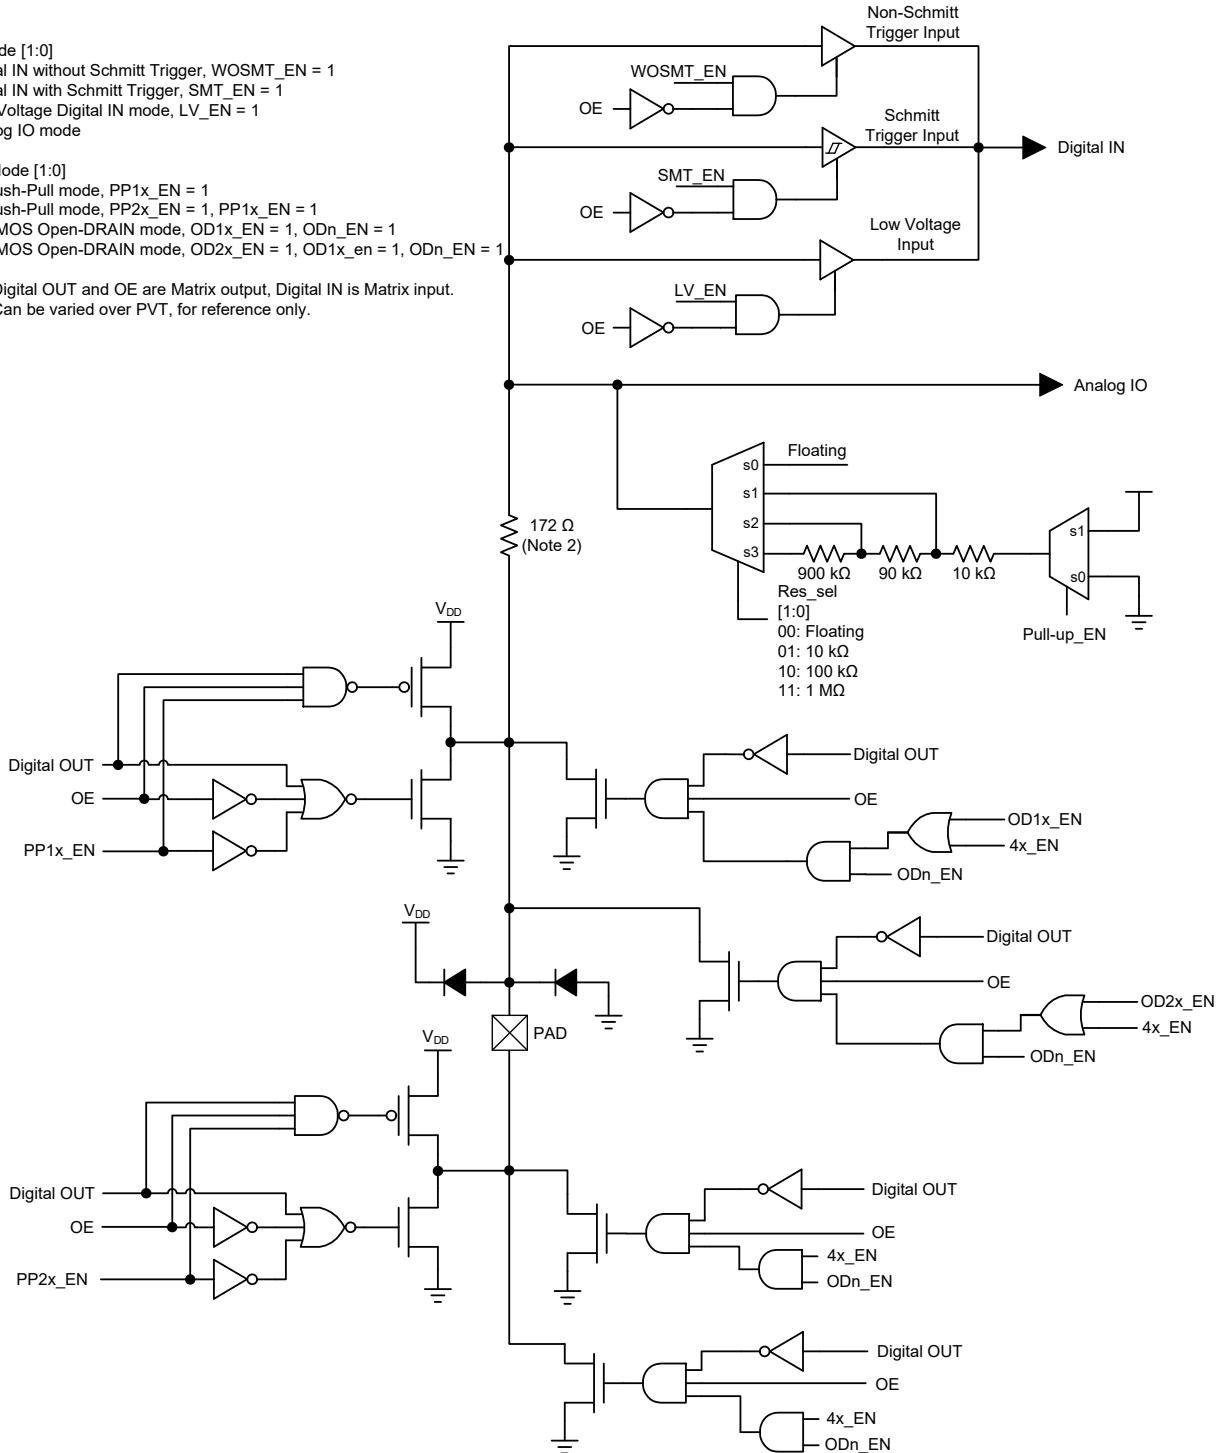 Non-Schmitt
Trigger Input
de [1:0]
al IN without Schmitt Trigger, WOSMT_EN = 1
al IN with Schmitt Trigger, SMT_EN = 1
Voltage Digital IN mode, LV_EN = 1
og IO mode
WOSMT_EN
OE
Schmitt
Trigger Input
Digital IN
ode [1:0]
ush-Pull mode, PP1x_EN = 1
ush-Pull mode, PP2x_EN = 1, PP1x_EN = 1
MOS Open-DRAIN mode, OD1x_EN = 1, ODn_EN = 1
MOS Open-DRAIN mode, OD2x_EN = 1, OD1x_en = 1, ODn_EN = 1
SMT_EN
OE
Low Voltage
Input
Digital OUT and OE are Matrix output, Digital IN is Matrix input.
Can be varied over PVT, for reference only.
LV_EN
OE
Analog IO
Floating
s0
s1
s2
s3
900 kΩ
90 kΩ
10 kΩ
s1
s0
Pull-up_EN
172 Ω
(Note 2)
Res_sel
[1:0]
00: Floating
01: 10 kΩ
10: 100 kΩ
11: 1 MΩ
VDD
Digital OUT
OE
PP1x_EN
Digital OUT
OE
OD1x_EN
4x_EN
ODn_EN
VDD
Digital OUT
OE
OD2x_EN
4x_EN
ODn_EN
PAD
VDD
Digital OUT
OE
PP2x_EN
Digital OUT
OE
4x_EN
ODn_EN
Digital OUT
OE
4x_EN
ODn_EN